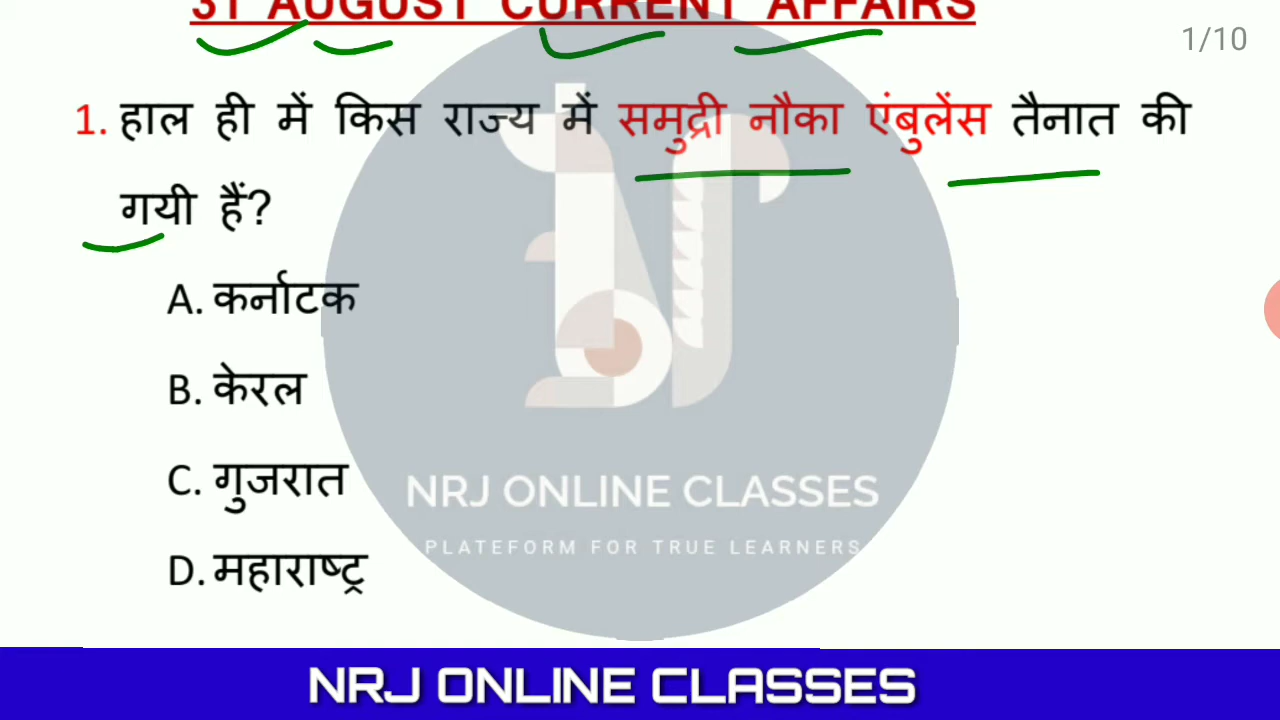 31 AUGUST CURRENT AFFAIRS
1/10
1. हाल ही में किस राज्य में समुद्री नौका एंबुलेंस तैनात की
गयी हैं?
A. कर्नाटक
B. केरल
C. गुजरात
D. महाराष्ट्र
NRJ ONLINE CLASSES
PLATEFORM FOR TRUE LEARNERS
NRJ ONLINE CLASSES